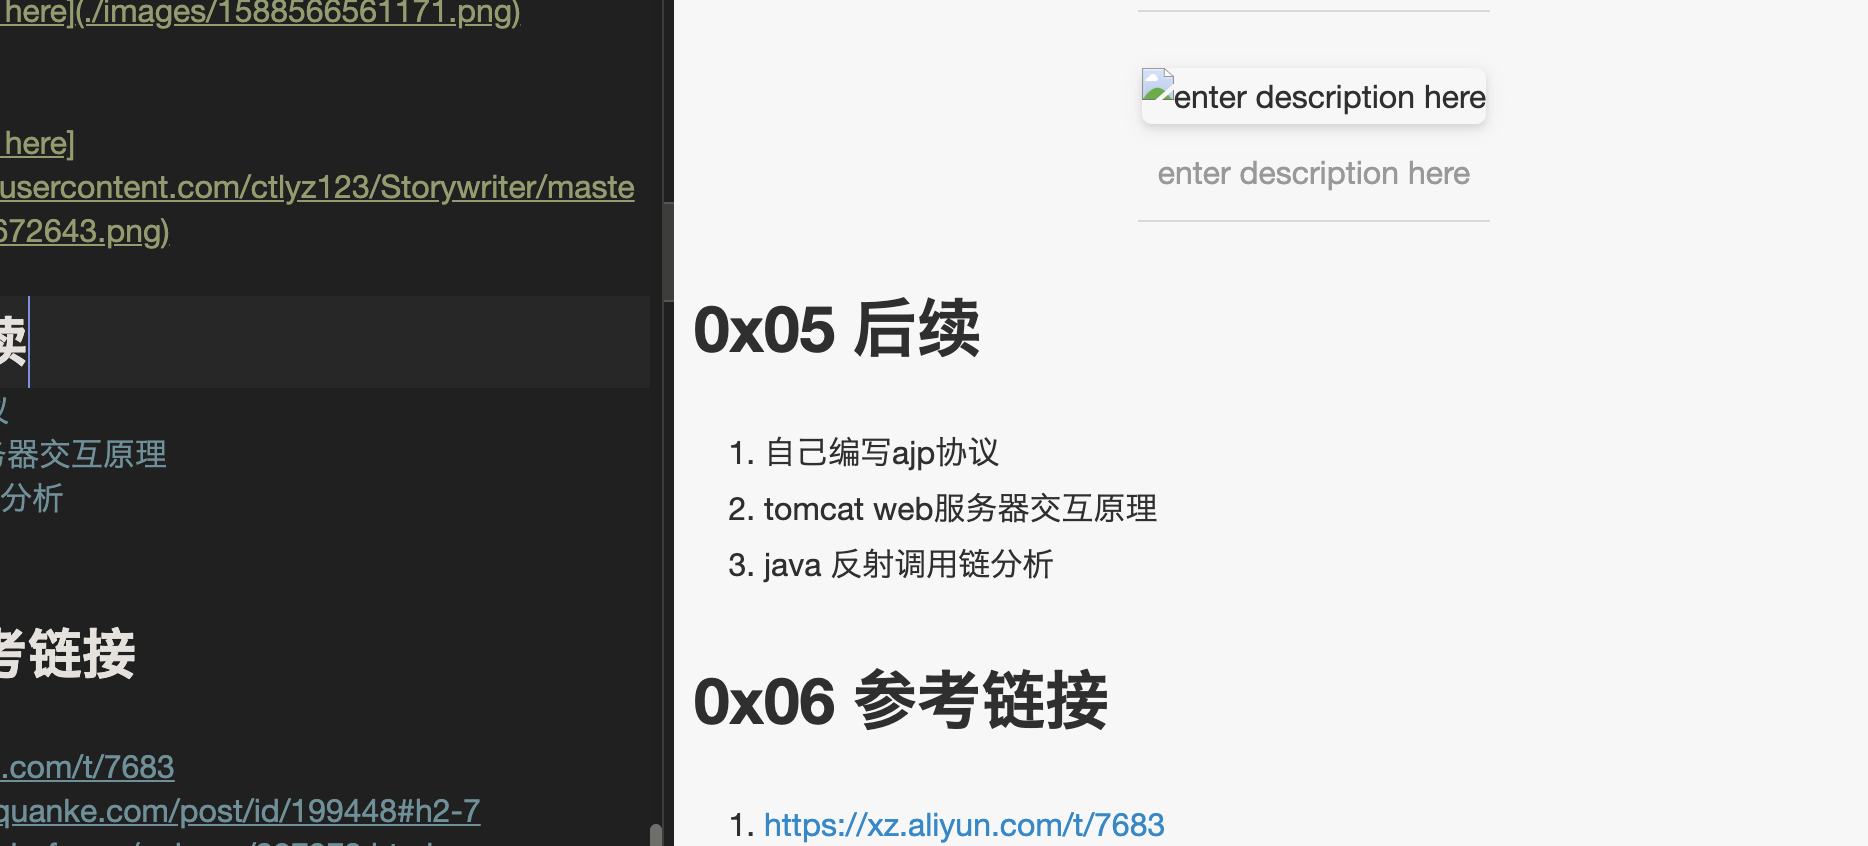 here](./images/1588566561171.png)
here]
usercontent.com/ctlyz123/Storywriter/maste
672643.png)
续
议
务器交互原理
分析
考链接
.com/t/7683
quanke.com/post/id/199448#h2-7
enter description here
enter description here
0x05 后续
1. 自己编写ajp协议
2. tomcat web服务器交互原理
3. java 反射调用链分析
0x06 参考链接
1. https://xz.aliyun.com/t/7683